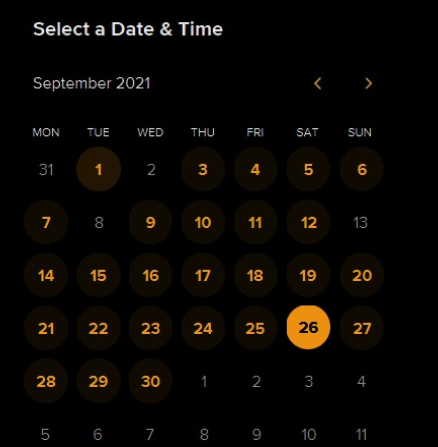 Select a Date & Time
September 2021 < >
MON TUE WED THU FRI SAT SUN
31 1 2 3 4 5 6
7 8 9 10 11 12 13
14 15 16 17 18 19 20
21 22 23 24 25 26 27
28 29 30 1 2 3 4
5 6 7 8 9 10 11